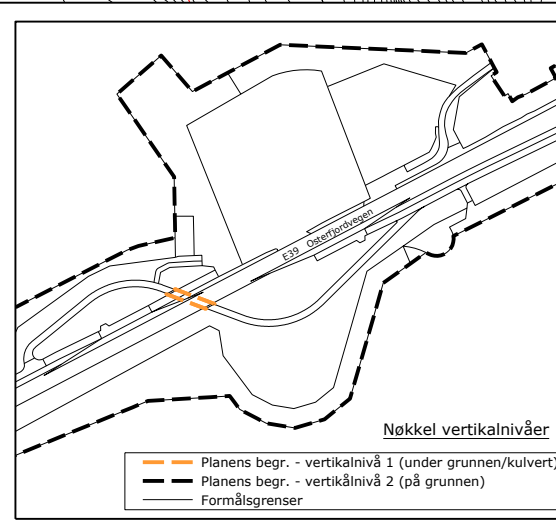 E39 Osterfjordvegen
Nøkkel vertikalnivåer
Planens begr. - vertikalnivå 1 (under grunnen/kulvert)
Planens begr. - vertikålnivå 2 (på grunnen)
Formålsgrenser